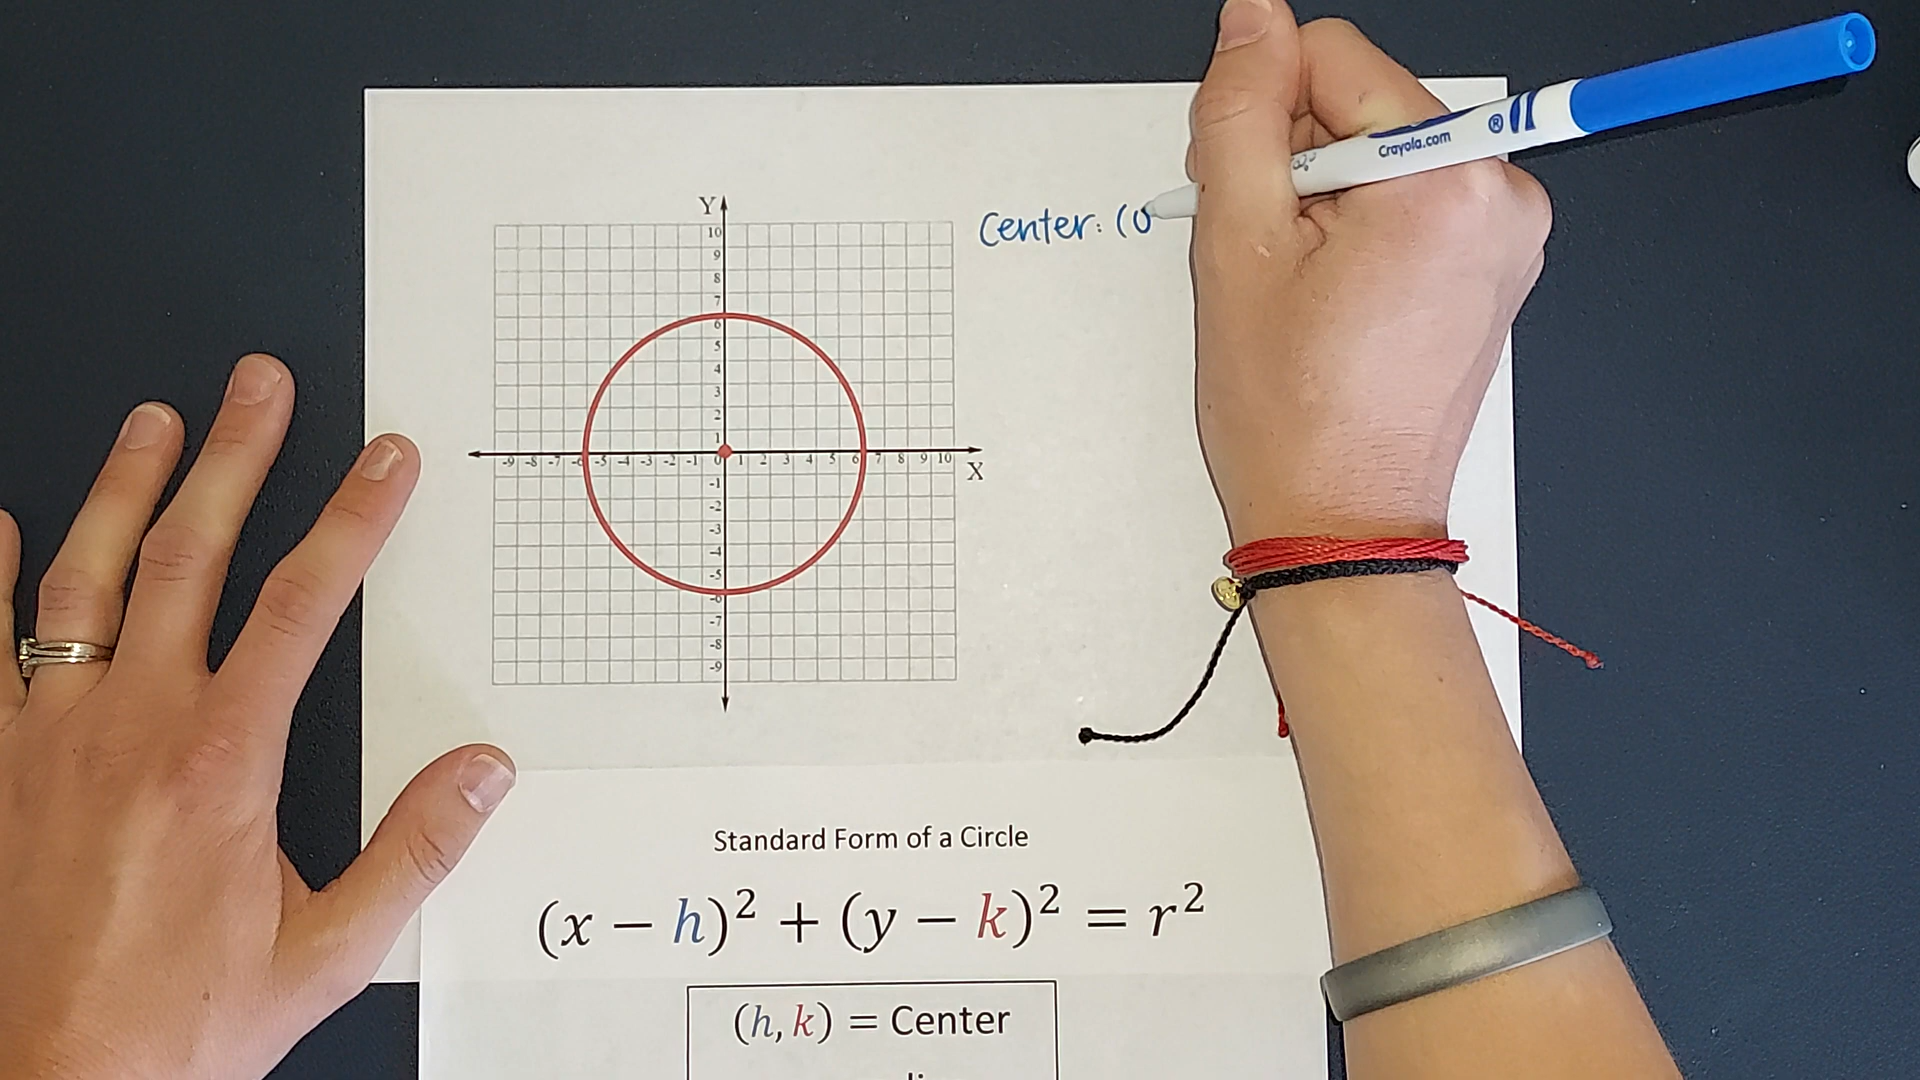 Crayola.com ®
Center: (0
Y
10
9
8
7
6
5
4
3
2
1
-9 -8 -7 -6 -5 -4 -3 -2 -1 0 1 2 3 4 5 6 7 8 9 10
X
-1
-2
-3
-4
-5
-6
-7
-8
-9
Standard Form of a Circle
(x − h)² + (y − k)² = r²
(h, k) = Center